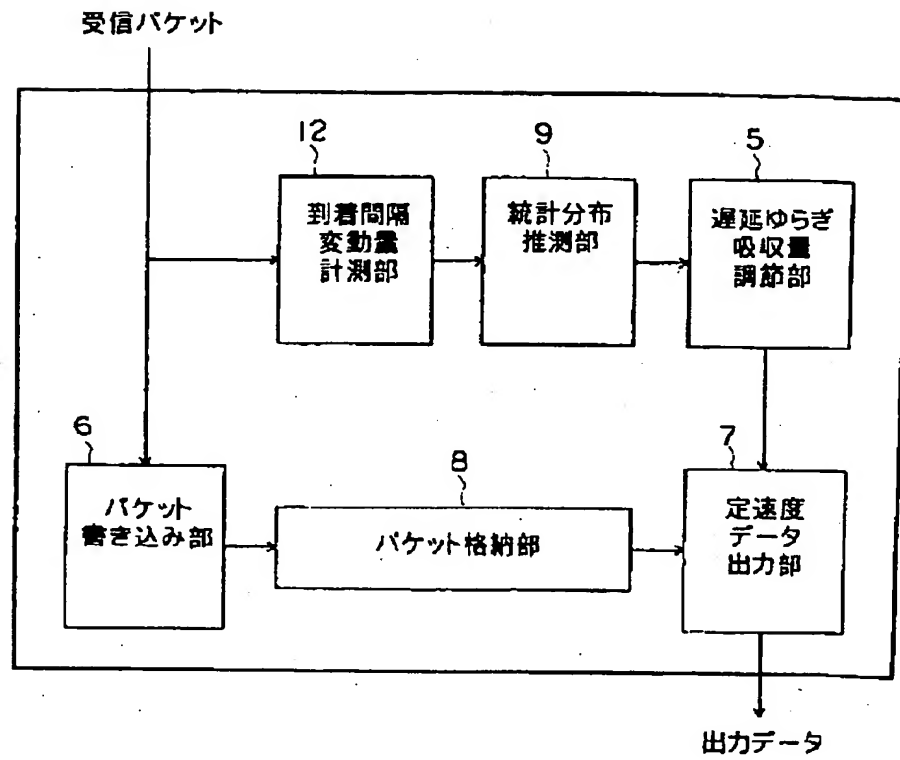 受信パケット
12
到着間隔
変動量
計測部
9
統計分布
推測部
5
遅延ゆらぎ
吸収量
調節部
6
パケット
書き込み部
8
パケット格納部
7
定速度
データ
出力部
出力データ